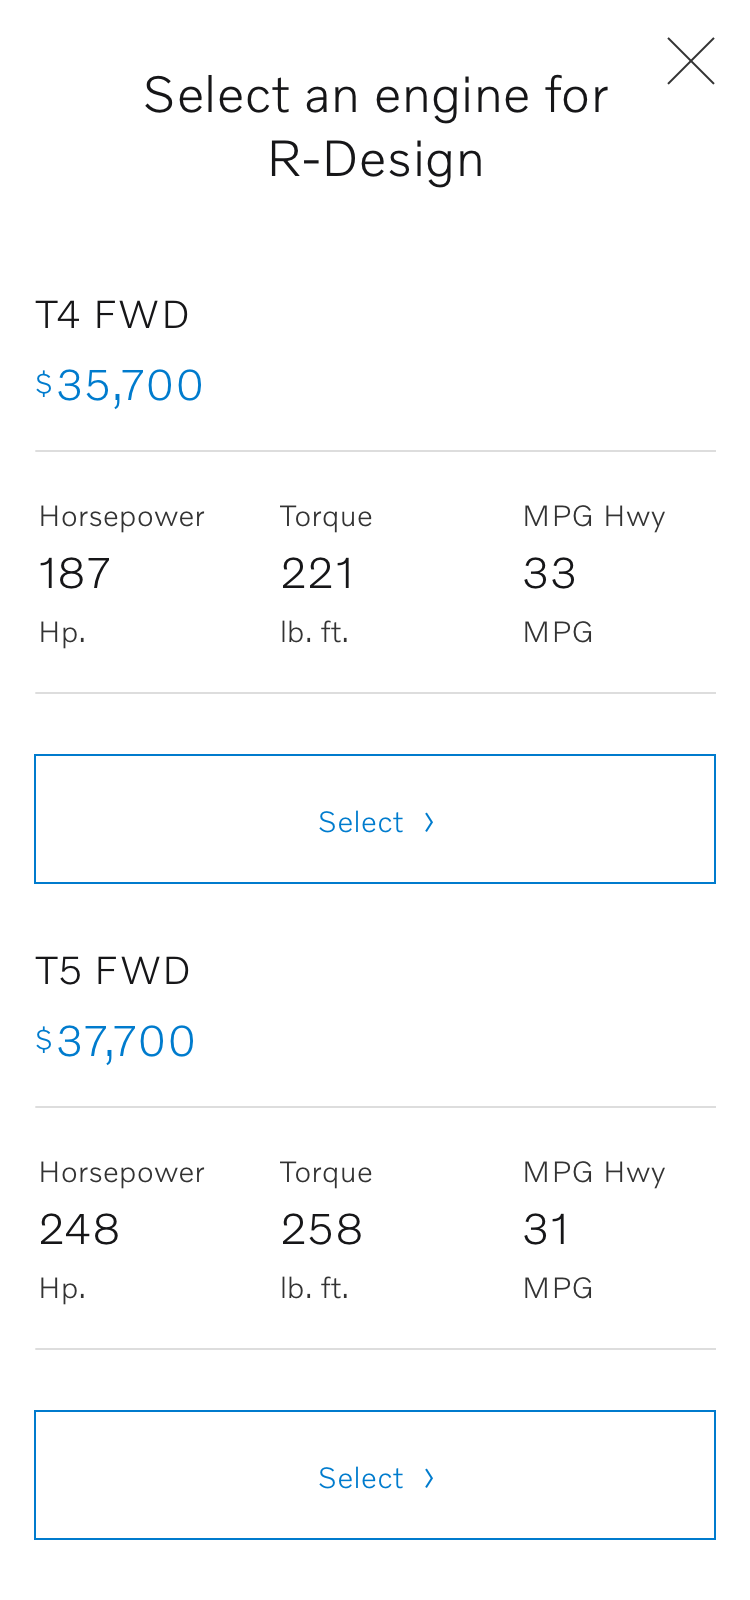 Select an engine for
R-Design
T4 FWD
$35,700
Horsepower Torque MPG Hwy
187 221 33
Hp. lb. ft. MPG
Select ›
T5 FWD
$37,700
Horsepower Torque MPG Hwy
248 258 31
Hp. lb. ft. MPG
Select ›